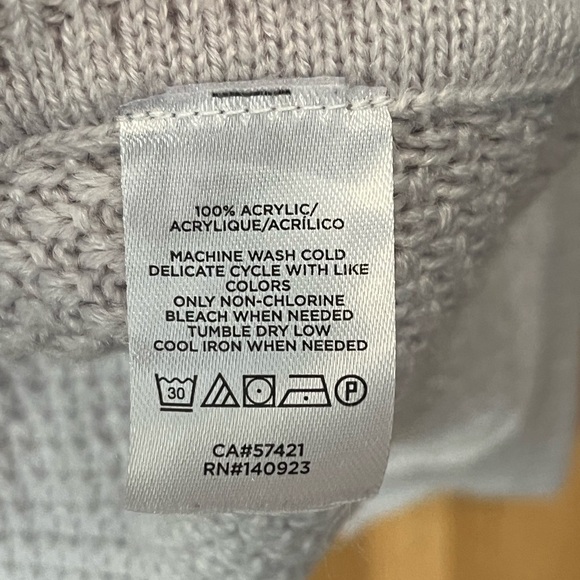 100% ACRYLIC/
ACRYLIQUE/ACRÍLICO
MACHINE WASH COLD
DELICATE CYCLE WITH LIKE
COLORS
ONLY NON-CHLORINE
BLEACH WHEN NEEDED
TUMBLE DRY LOW
COOL IRON WHEN NEEDED
30 P
CA#57421
RN#140923